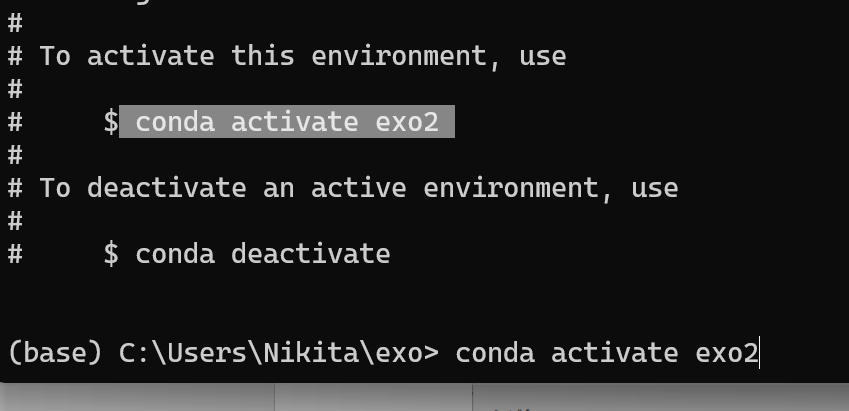 #
# To activate this environment, use
#
#     $ conda activate exo2
#
# To deactivate an active environment, use
#
#     $ conda deactivate
(base) C:\Users\Nikita\exo> conda activate exo2